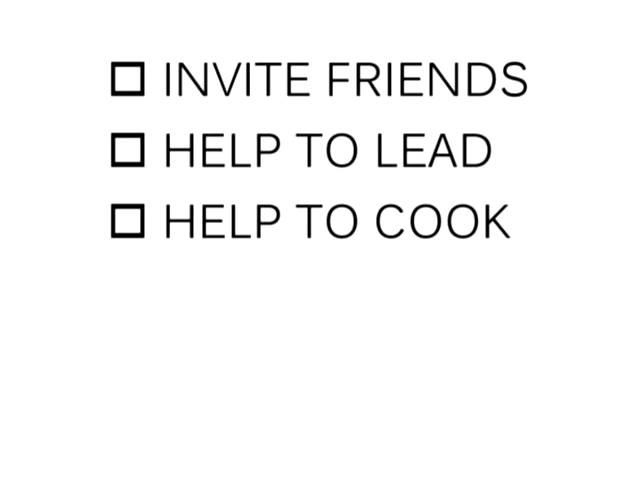 ☐ INVITE FRIENDS
☐ HELP TO LEAD
☐ HELP TO COOK